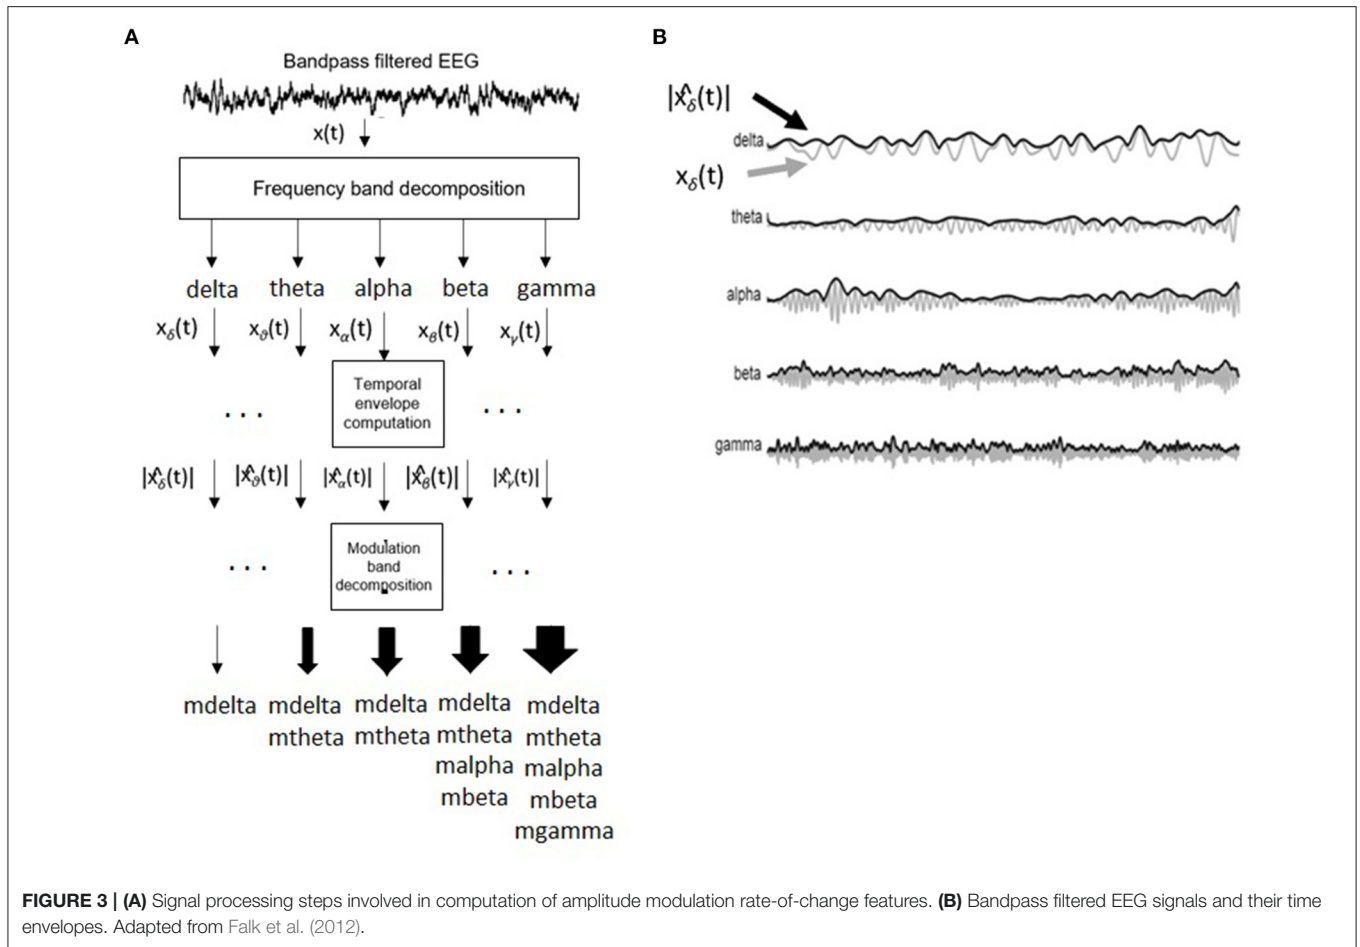 A
Bandpass filtered EEG
x(t)
Frequency band decomposition
delta theta alpha beta gamma
xδ(t) xϑ(t) xα(t) xβ(t) xγ(t)
Temporal
envelope
computation
. . . . . .
|x̂δ(t)| |x̂ϑ(t)| |x̂α(t)| |x̂β(t)| |x̂γ(t)|
Modulation
band
decomposition
. . . . . .
mdelta mdelta mdelta mdelta mdelta
mtheta mtheta mtheta mtheta
malpha malpha
mbeta mbeta
mgamma
B
|x̂δ(t)|
delta
xδ(t)
theta
alpha
beta
gamma
FIGURE 3 | (A) Signal processing steps involved in computation of amplitude modulation rate-of-change features. (B) Bandpass filtered EEG signals and their time
envelopes. Adapted from Falk et al. (2012).